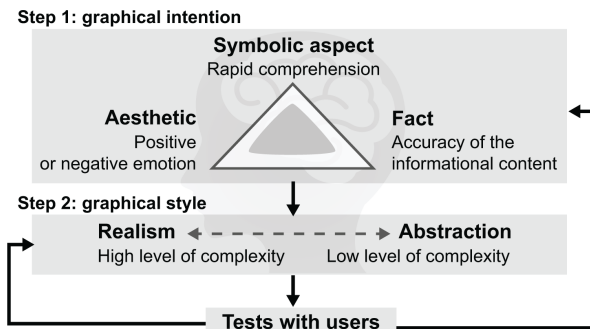 Step 1: graphical intention
Symbolic aspect
Rapid comprehension
Aesthetic
Positive
or negative emotion
Fact
Accuracy of the
informational content
Step 2: graphical style
Realism
High level of complexity
Abstraction
Low level of complexity
Tests with users